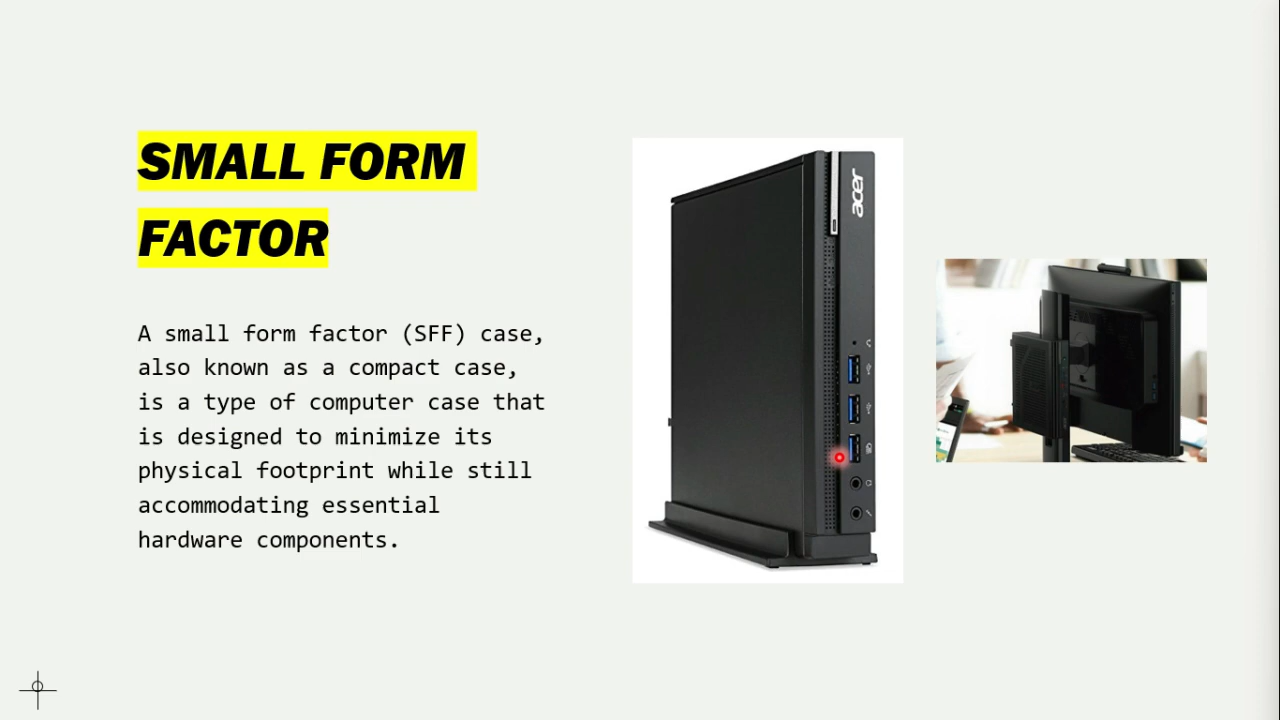 SMALL FORM
FACTOR
A small form factor (SFF) case,
also known as a compact case,
is a type of computer case that
is designed to minimize its
physical footprint while still
accommodating essential
hardware components.
acer